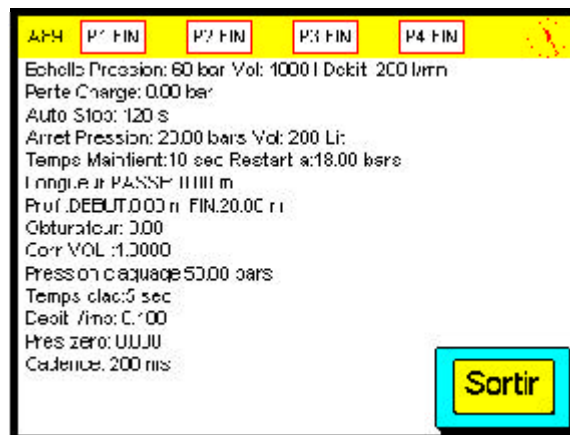 P1 FIN P2 FIN P3 FIN P4 FIN
Echelle Pression: 60 bar Vol: 1000 l Debit: 200 l/mn
Perte Charge: 0.00 bar
Auto Stop: 120 s
Arret Pression: 20.00 bars Vol: 200 Lit
Temps Maintient:10 sec Restart a:18.00 bars
Longueur PASSE: 0.00 m
Prof.DEBUT:0.00 m FIN:20.00 m
Obturateur: 0.00
Corr VOL :1.0000
Pression claquage:50.00 bars
Temps clac:5 sec
Debit /imp: 0.100
Pres zero: 0.000
Cadence: 200 ms
Sortir